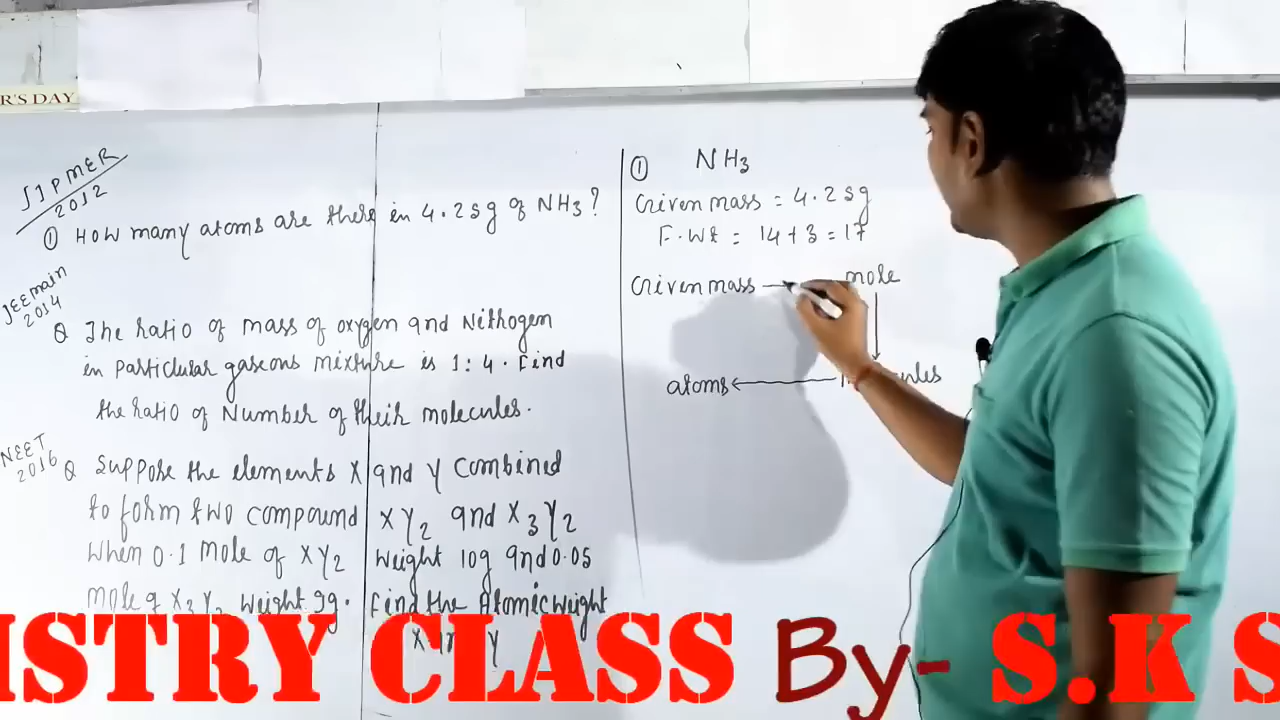 R'S DAY
JIPMER
2012
① How many atoms are there in 4.25g of NH3?
JEE main
2014
Q The Ratio of mass of oxygen and Nitrogen
in particular gaseous mixture is 1:4. Find
the ratio of Number of their molecules.
NEET
2016
Q Suppose the elements X and Y combined
to form two compound XY2 and X3Y2
when 0.1 mole of XY2 weight 10g and 0.05
mole of X3Y2 weight 9g. Find the Atomic weight
X and Y
① NH3
Given mass = 4.25g
F.wt = 14+3=17
Given mass mole
atoms
ISTRY CLASS By- S.K S